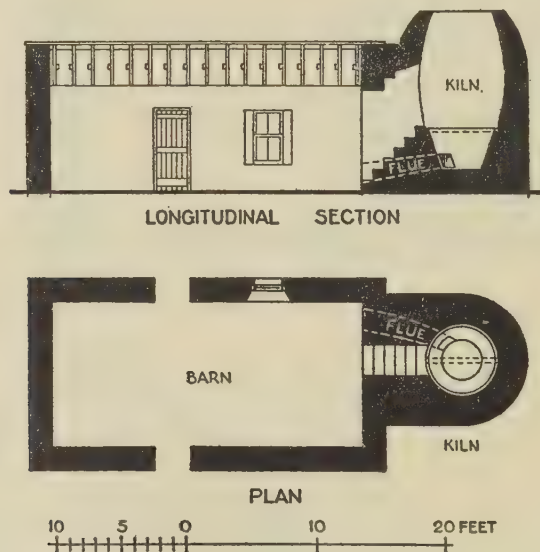 KILN.
FLUE
LONGITUDINAL SECTION
FLUE
BARN
KILN
PLAN
10 5 0 10 20 FEET